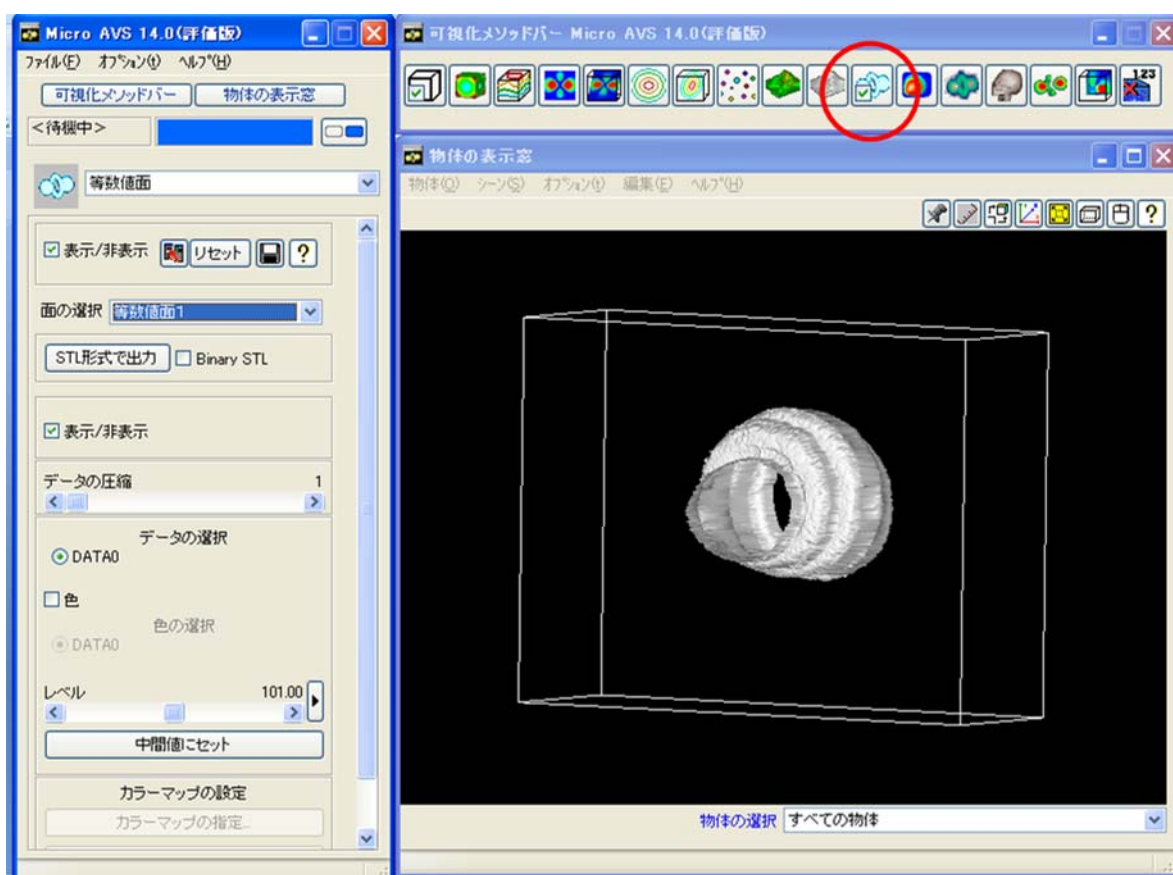 Micro AVS 14.0(評価版)
ファイル(F) オプション(t) ヘルプ(H)
可視化メソッドバー 物体の表示窓
<待機中>
等数値面
表示/非表示 リセット ?
面の選択 等数値面1
STL形式で出力 Binary STL
表示/非表示
データの圧縮 1
データの選択
DATA0
色
色の選択
DATA0
レベル 101.00
中間値にセット
カラーマップの設定
カラーマップの指定...
可視化メソッドバー Micro AVS 14.0(評価版)
123
物体の表示窓
物体(O) シーン(S) オプション(t) 編集(E) ヘルプ(H)
?
物体の選択 すべての物体